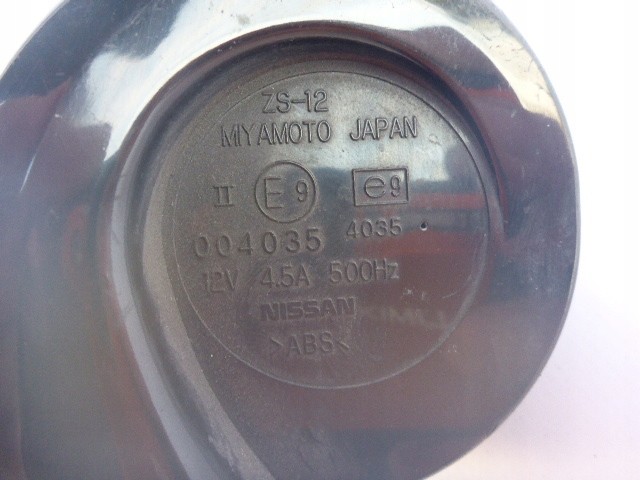 ZS-12
MIYAMOTO JAPAN
II E9 e9
004035 4035
12V 4.5A 500Hz
NISSAN
>ABS<